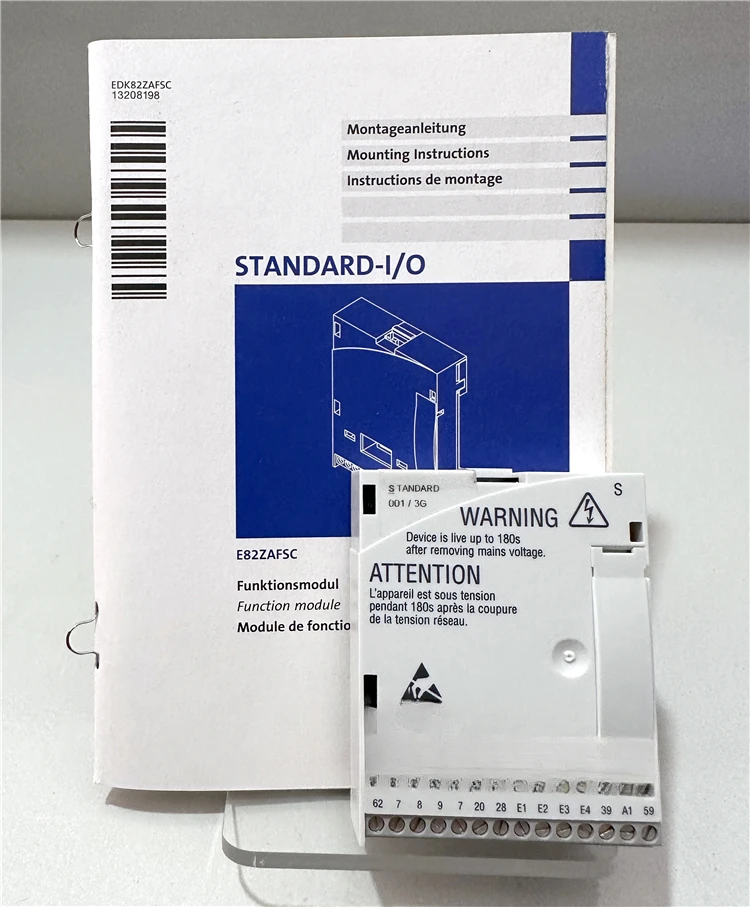 EDK82ZAFSC
13208198
Montageanleitung
Mounting Instructions
Instructions de montage
STANDARD-I/O
E82ZAFSC
Funktionsmodul
Function module
Module de fonctio
STANDARD
001 / 3G
S
WARNING
Device is live up to 180s
after removing mains voltage.
ATTENTION
L'appareil est sous tension
pendant 180s après la coupure
de la tension réseau.
62 7 8 9 7 20 28 E1 E2 E3 E4 39 A1 59